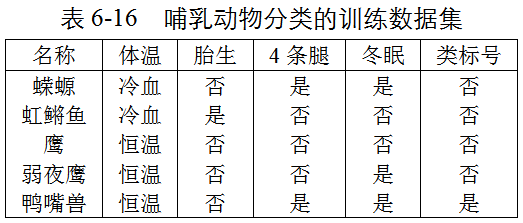 表 6-16 哺乳动物分类的训练数据集
名称 体温 胎生 4 条腿 冬眠 类标号
蝾螈 冷血 否 是 是 否
虹鳉鱼 冷血 是 否 否 否
鹰 恒温 否 否 否 否
弱夜鹰 恒温 否 否 是 否
鸭嘴兽 恒温 否 是 是 是